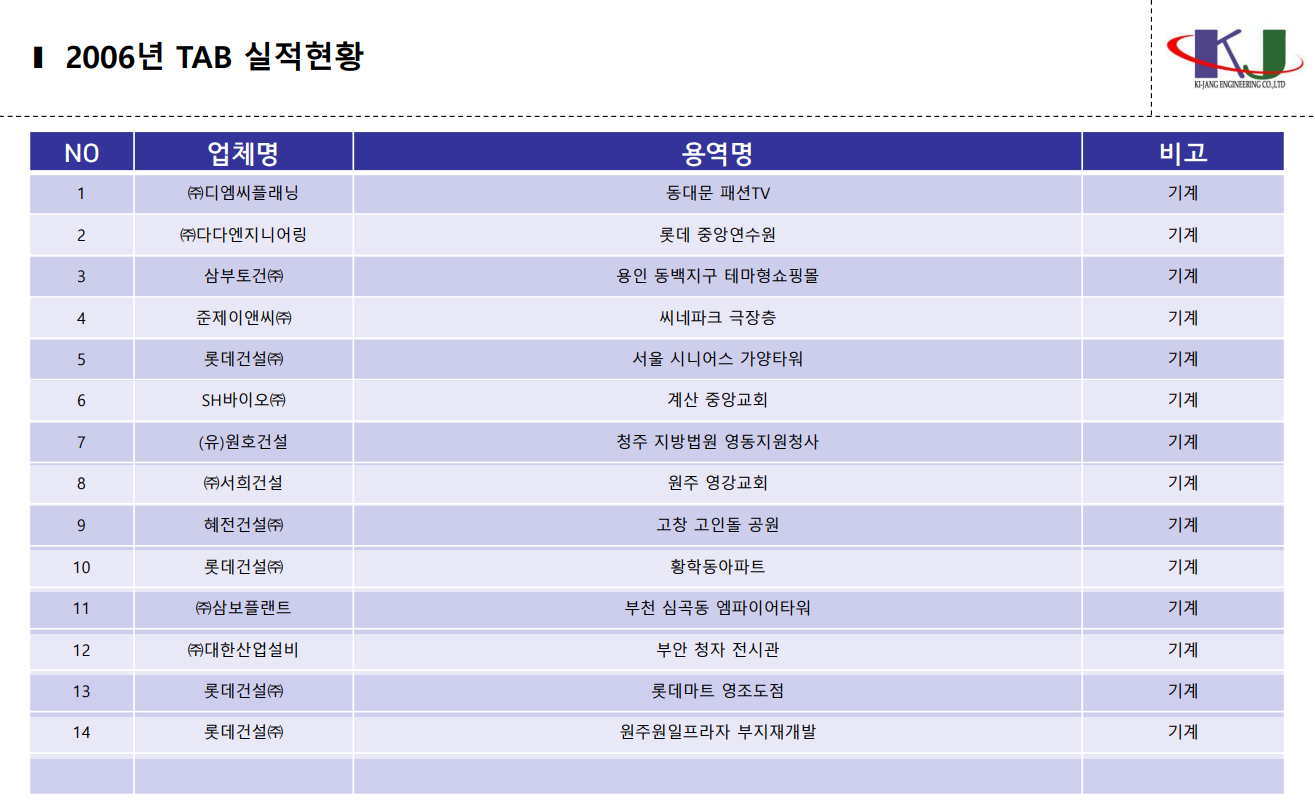 2006년 TAB 실적현황
KJ
KI-JANG ENGINEERING CO.,LTD
NO 업체명 용역명 비고
1 ㈜디엠씨플래닝 동대문 패션TV 기계
2 ㈜다다엔지니어링 롯데 중앙연수원 기계
3 삼부토건㈜ 용인 동백지구 테마형쇼핑몰 기계
4 준제이앤씨㈜ 씨네파크 극장층 기계
5 롯데건설㈜ 서울 시니어스 가양타워 기계
6 SH바이오㈜ 계산 중앙교회 기계
7 (유)원호건설 청주 지방법원 영동지원청사 기계
8 ㈜서희건설 원주 영강교회 기계
9 혜전건설㈜ 고창 고인돌 공원 기계
10 롯데건설㈜ 황학동아파트 기계
11 ㈜삼보플랜트 부천 심곡동 엠파이어타워 기계
12 ㈜대한산업설비 부안 청자 전시관 기계
13 롯데건설㈜ 롯데마트 영조도점 기계
14 롯데건설㈜ 원주원일프라자 부지재개발 기계